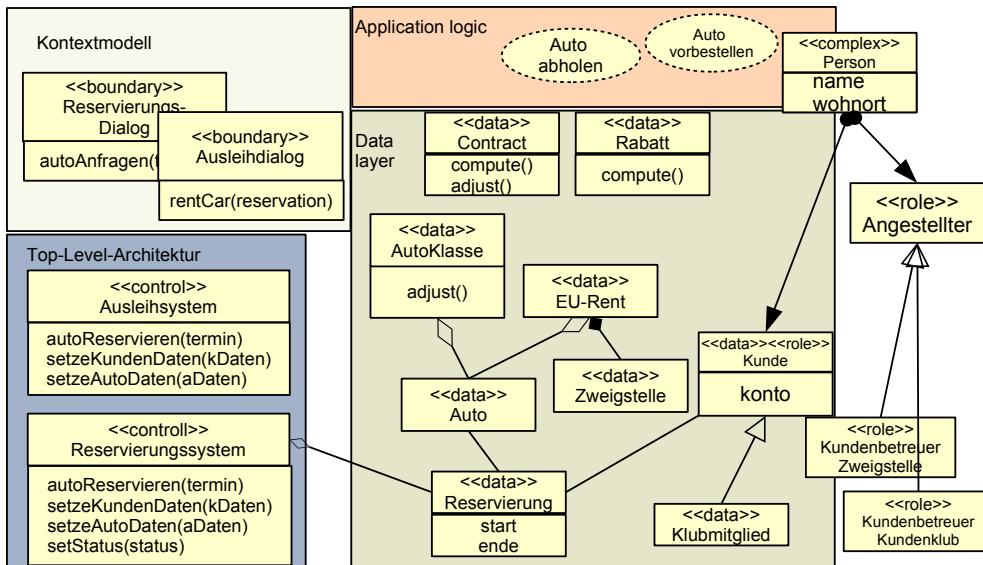 Kontextmodell
<<boundary>>
Reservierungs-
Dialog
autoAnfragen(t
<<boundary>>
Ausleihdialog
rentCar(reservation)
Application logic
Auto
abholen
Auto
vorbestellen
<<complex>>
Person
name
wohnort
Data
layer
<<data>>
Contract
compute()
adjust()
<<data>>
Rabatt
compute()
<<role>>
Angestellter
Top-Level-Architektur
<<control>>
Ausleihsystem
autoReservieren(termin)
setzeKundenDaten(kDaten)
setzeAutoDaten(aDaten)
<<controll>>
Reservierungssystem
autoReservieren(termin)
setzeKundenDaten(kDaten)
setzeAutoDaten(aDaten)
setStatus(status)
<<data>>
AutoKlasse
adjust()
<<data>>
EU-Rent
<<data>>
Auto
<<data>>
Zweigstelle
<<data>><<role>>
Kunde
konto
<<data>>
Reservierung
start
ende
<<data>>
Klubmitglied
<<role>>
Kundenbetreuer
Zweigstelle
<<role>>
Kundenbetreuer
Kundenklub